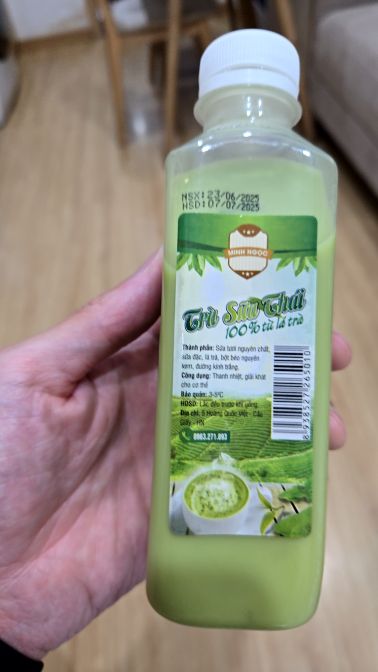 NSX:23/06/2025
HSD:07/07/2025
MINH NGỌC
Trà Sữa Thái
100% từ lá trà
Thành phần: Sữa tươi nguyên chất,
sữa đặc, lá trà, bột béo nguyên
kem, đường kính trắng.
Công dụng: Thanh nhiệt, giải khát
cho cơ thể
Bảo quản: 3-5ºC
HDSD: Lắc đều trước khi uống
Địa chỉ: 5 Hoàng Quốc Việt - Cầu
Giấy - HN
0983.271.893
8938527265010